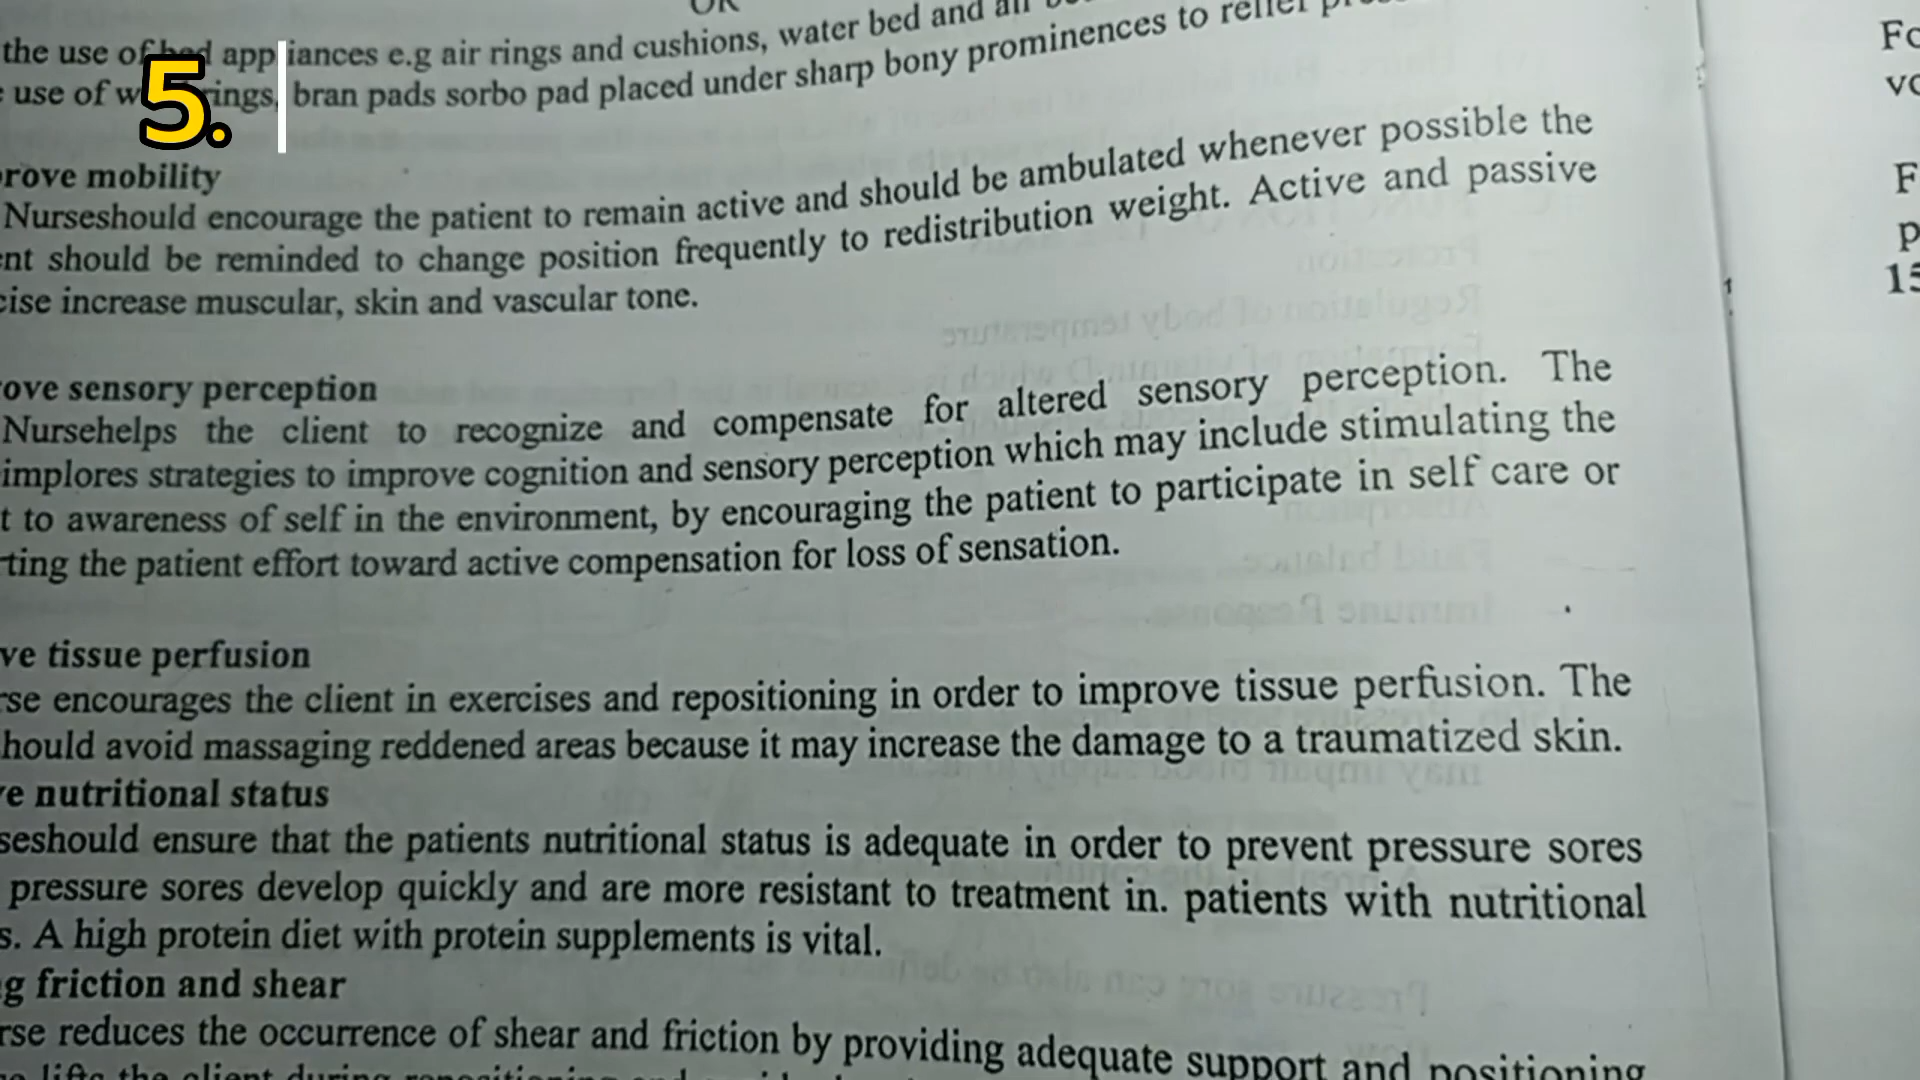 OR
the use of bed appliances e.g air rings and cushions, water bed and
use of rings, bran pads sorbo pad placed under sharp bony prominences to relief
5.
rove mobility
Nurseshould encourage the patient to remain active and should be ambulated whenever possible the
nt should be reminded to change position frequently to redistribution weight. Active and passive
cise increase muscular, skin and vascular tone.
ove sensory perception
Nursehelps the client to recognize and compensate for altered sensory perception. The
implores strategies to improve cognition and sensory perception which may include stimulating the
t to awareness of self in the environment, by encouraging the patient to participate in self care or
ting the patient effort toward active compensation for loss of sensation.
ve tissue perfusion
rse encourages the client in exercises and repositioning in order to improve tissue perfusion. The
hould avoid massaging reddened areas because it may increase the damage to a traumatized skin.
e nutritional status
seshould ensure that the patients nutritional status is adequate in order to prevent pressure sores
pressure sores develop quickly and are more resistant to treatment in. patients with nutritional
s. A high protein diet with protein supplements is vital.
g friction and shear
rse reduces the occurrence of shear and friction by providing adequate support and positioning
the client during
Fo
vo
F
p
15